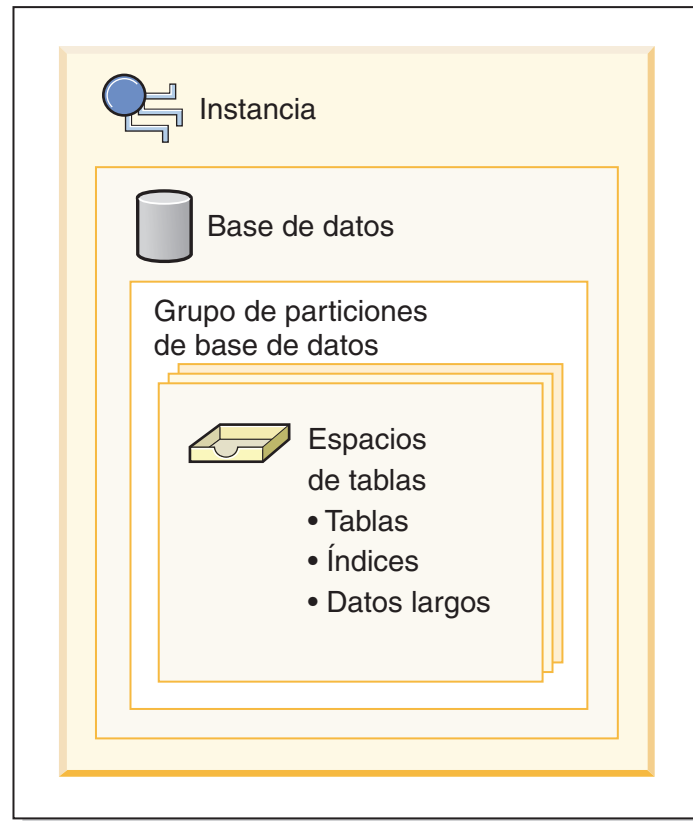 Instancia
Base de datos
Grupo de particiones
de base de datos
Espacios
de tablas
• Tablas
• Índices
• Datos largos